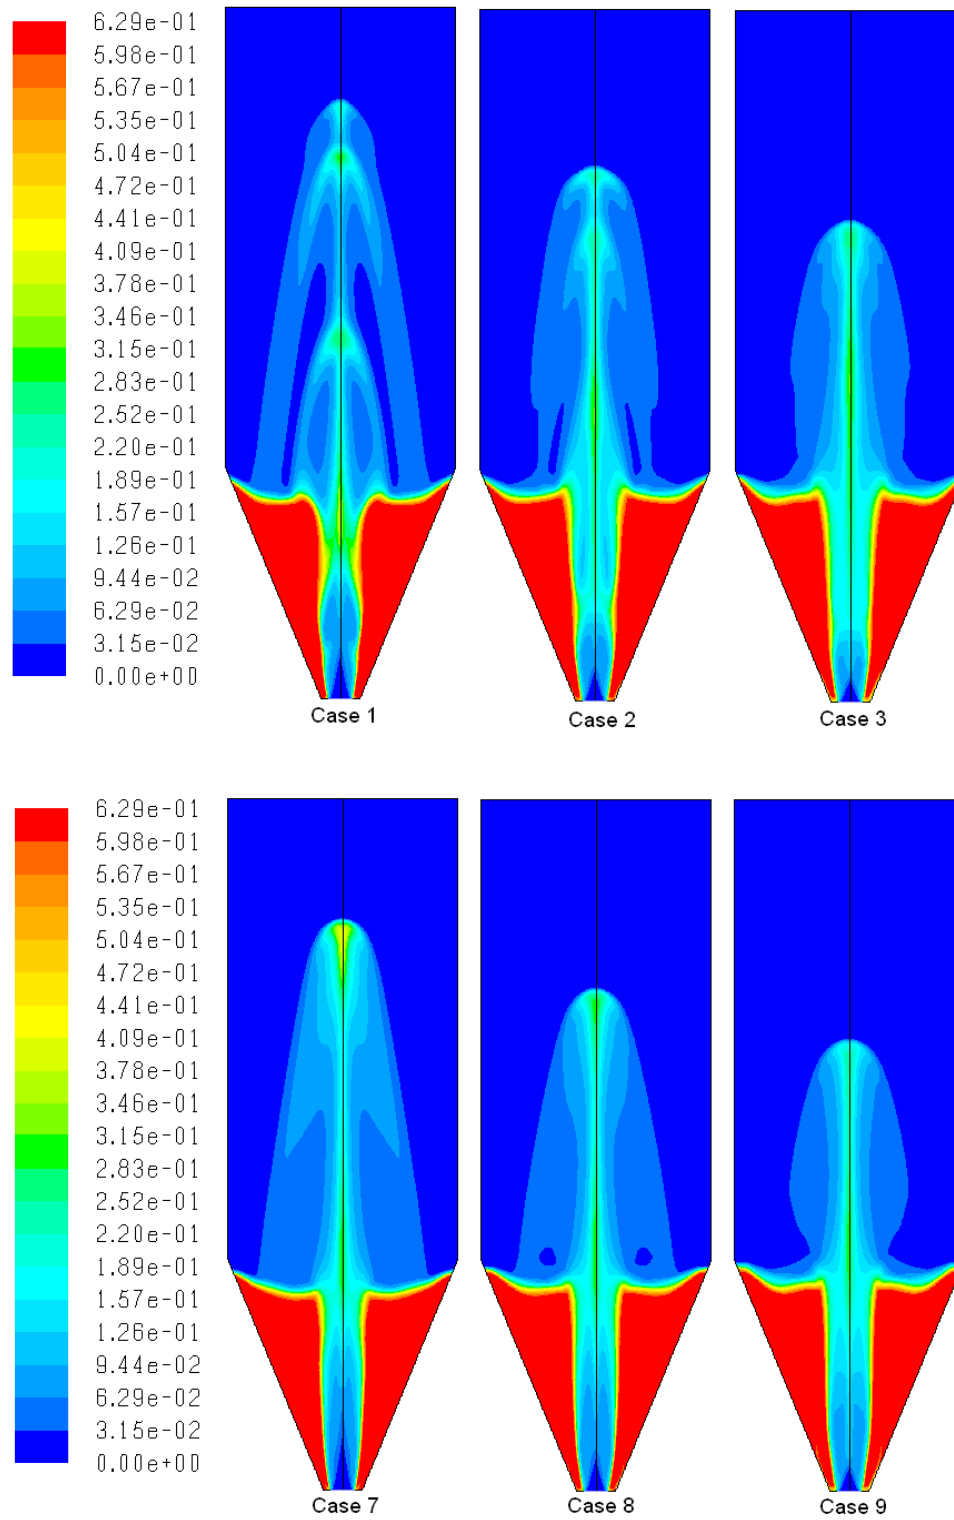 6.29e-01
5.98e-01
5.67e-01
5.35e-01
5.04e-01
4.72e-01
4.41e-01
4.09e-01
3.78e-01
3.46e-01
3.15e-01
2.83e-01
2.52e-01
2.20e-01
1.89e-01
1.57e-01
1.26e-01
9.44e-02
6.29e-02
3.15e-02
0.00e+00
Case 1 Case 2 Case 3
6.29e-01
5.98e-01
5.67e-01
5.35e-01
5.04e-01
4.72e-01
4.41e-01
4.09e-01
3.78e-01
3.46e-01
3.15e-01
2.83e-01
2.52e-01
2.20e-01
1.89e-01
1.57e-01
1.26e-01
9.44e-02
6.29e-02
3.15e-02
0.00e+00
Case 7 Case 8 Case 9